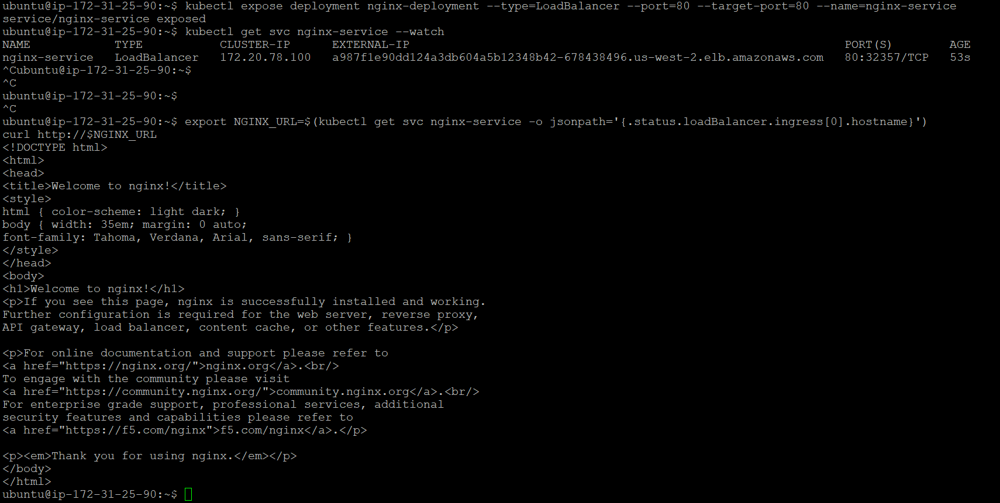 ubuntu@ip-172-31-25-90:~$ kubectl expose deployment nginx-deployment --type=LoadBalancer --port=80 --target-port=80 --name=nginx-service
service/nginx-service exposed
ubuntu@ip-172-31-25-90:~$ kubectl get svc nginx-service --watch
NAME            TYPE           CLUSTER-IP      EXTERNAL-IP                                                              PORT(S)        AGE
nginx-service   LoadBalancer   172.20.78.100   a987f1e90dd124a3db604a5b12348b42-678438496.us-west-2.elb.amazonaws.com   80:32357/TCP   53s
^Cubuntu@ip-172-31-25-90:~$
^C
ubuntu@ip-172-31-25-90:~$
^C
ubuntu@ip-172-31-25-90:~$ export NGINX_URL=$(kubectl get svc nginx-service -o jsonpath='{.status.loadBalancer.ingress[0].hostname}')
curl http://$NGINX_URL
<!DOCTYPE html>
<html>
<head>
<title>Welcome to nginx!</title>
<style>
html { color-scheme: light dark; }
body { width: 35em; margin: 0 auto;
font-family: Tahoma, Verdana, Arial, sans-serif; }
</style>
</head>
<body>
<h1>Welcome to nginx!</h1>
<p>If you see this page, nginx is successfully installed and working.
Further configuration is required for the web server, reverse proxy,
API gateway, load balancer, content cache, or other features.</p>

<p>For online documentation and support please refer to
<a href="https://nginx.org/">nginx.org</a>.<br/>
To engage with the community please visit
<a href="https://community.nginx.org/">community.nginx.org</a>.<br/>
For enterprise grade support, professional services, additional
security features and capabilities please refer to
<a href="https://f5.com/nginx">f5.com/nginx</a>.</p>

<p><em>Thank you for using nginx.</em></p>
</body>
</html>
ubuntu@ip-172-31-25-90:~$